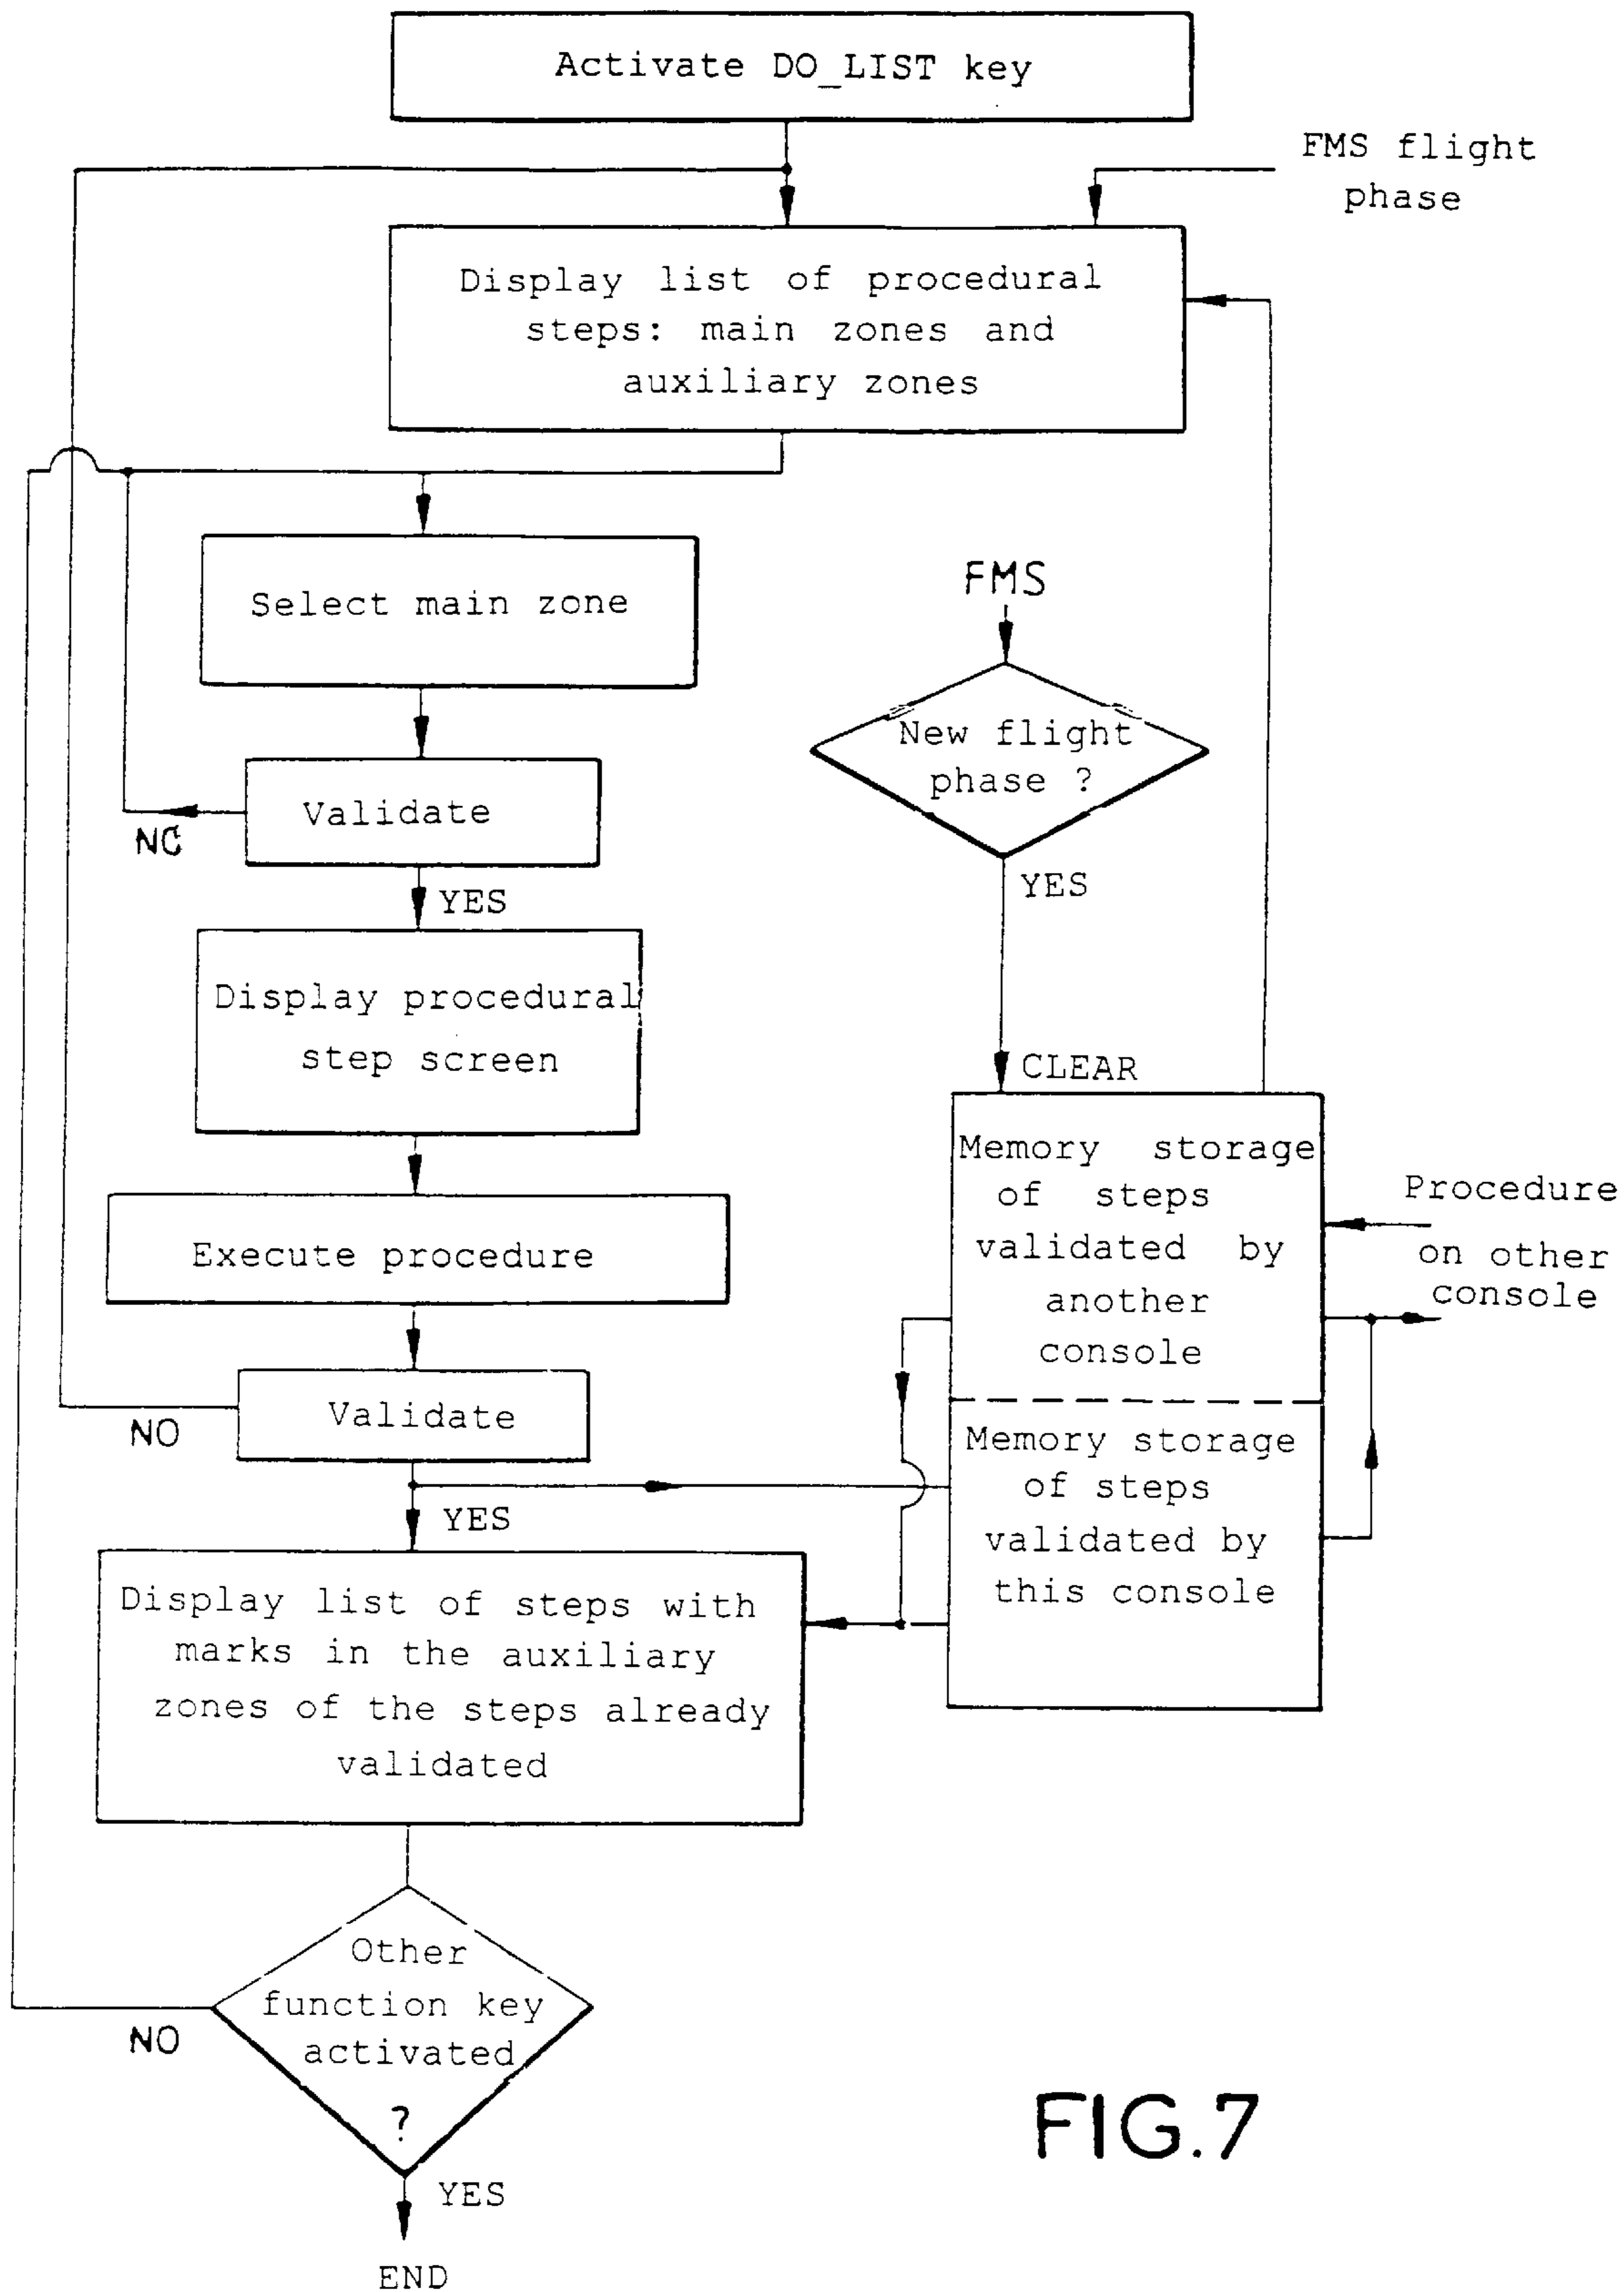 Activate DO_LIST key
FMS flight
phase
Display list of procedural
steps: main zones and
auxiliary zones
Select main zone
FMS
New flight
phase ?
Validate
NO
YES
YES
Display procedural
step screen
CLEAR
Memory storage
of steps
validated by
another
console
Procedure
on other
console
Execute procedure
Validate
NO
Memory storage
of steps
validated by
this console
YES
Display list of steps with
marks in the auxiliary
zones of the steps already
validated
Other
function key
activated
?
NO
YES
END
FIG.7